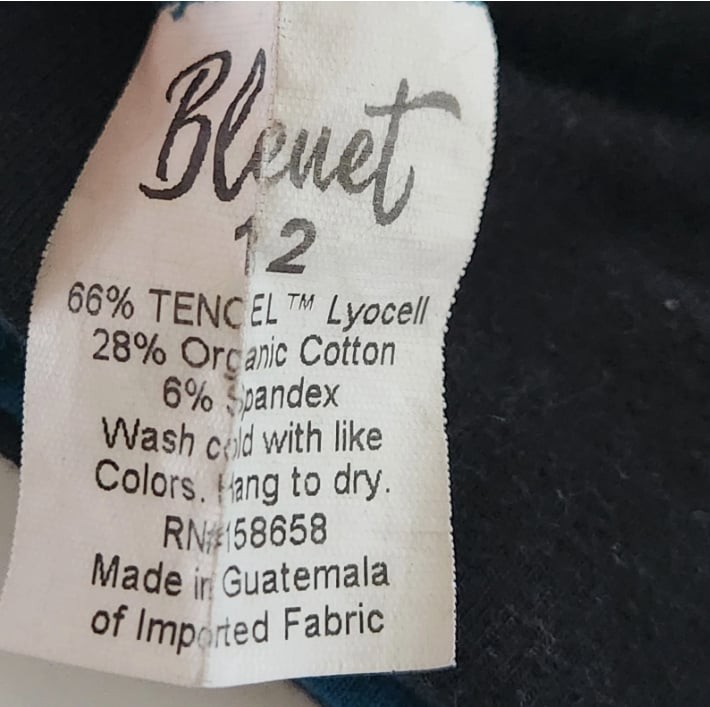 Bleuet
12
66% TENCEL™ Lyocell
28% Organic Cotton
6% Spandex
Wash cold with like
Colors. Hang to dry.
RN#158658
Made in Guatemala
of Imported Fabric